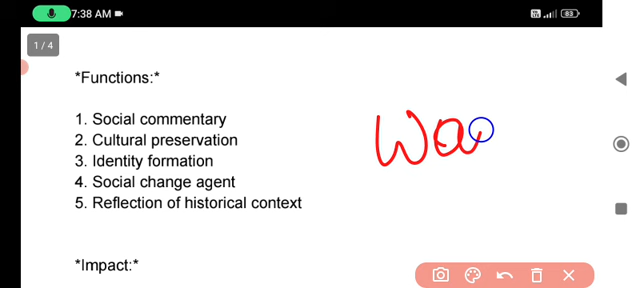 7:38 AM
83
1 / 4
*Functions:*
1. Social commentary
2. Cultural preservation
3. Identity formation
4. Social change agent
5. Reflection of historical context
Wa
*Impact:*